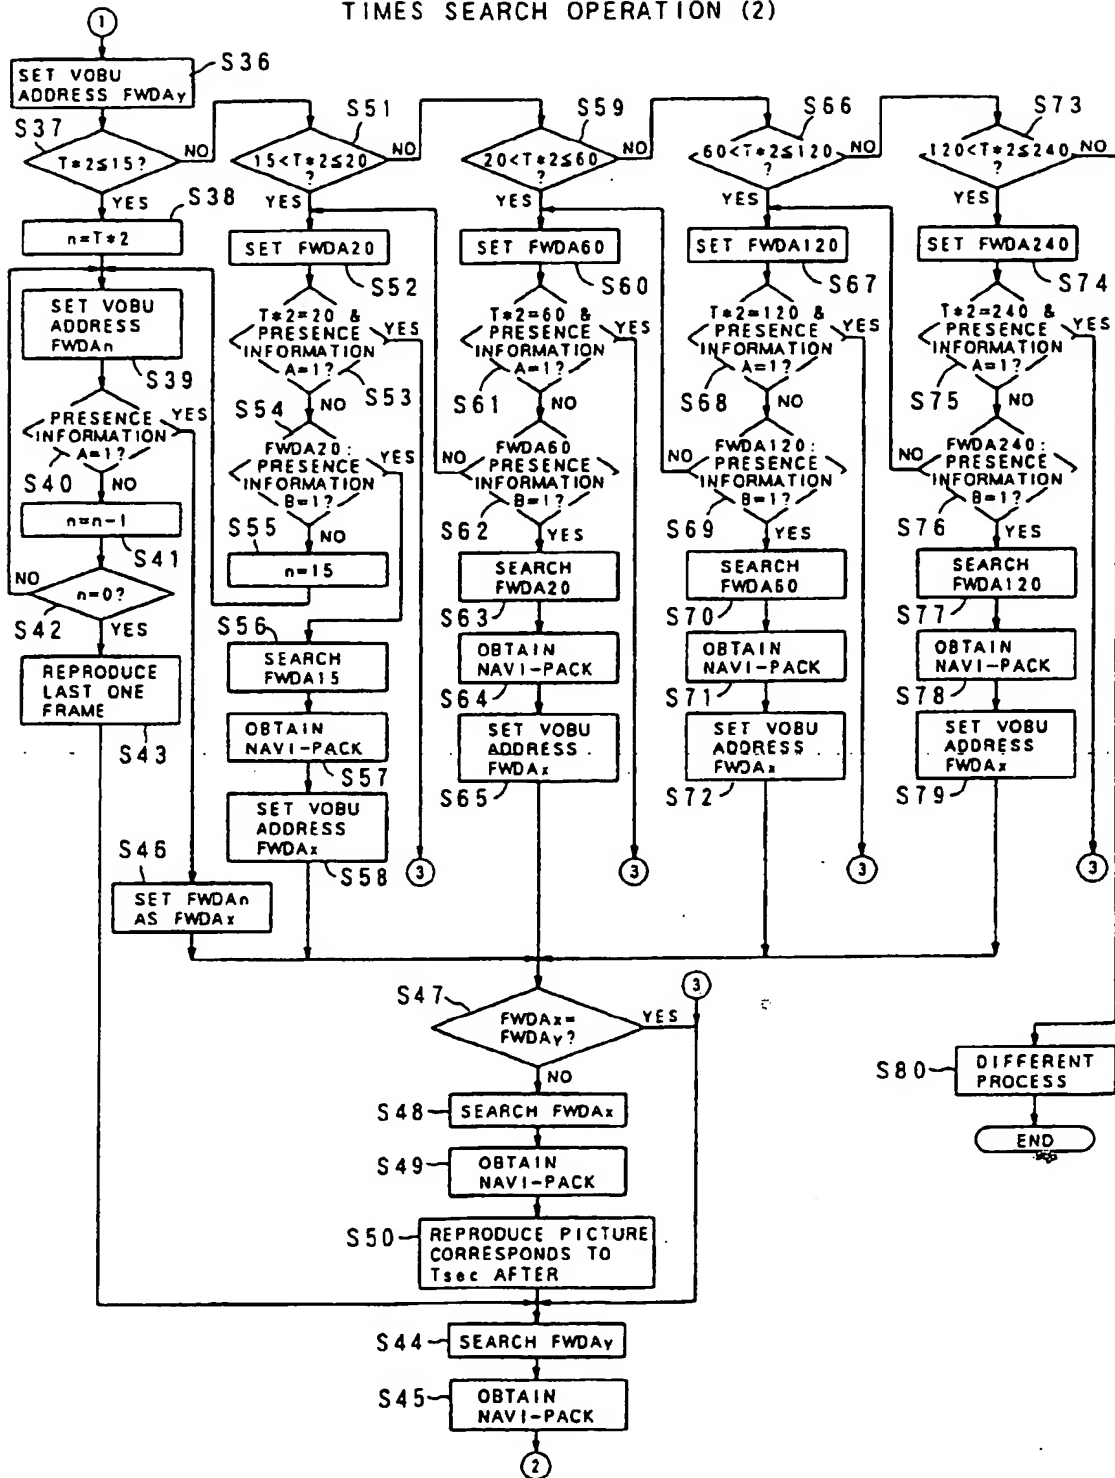 TIMES SEARCH OPERATION (2)
1
SET VOBU
ADDRESS FWDAy
S36
S37
T*2≤15?
NO
YES
S38
n=T*2
SET VOBU
ADDRESS
FWDAn
S39
PRESENCE
INFORMATION
A=1?
YES
S40
NO
n=n-1
S41
NO
n=0?
S42
YES
REPRODUCE
LAST ONE
FRAME
S43
S46
SET FWDAn
AS FWDAx
S51
15<T*2≤20
?
NO
YES
SET FWDA20
S52
T*2=20 &
PRESENCE
INFORMATION
A=1?
YES
S53
NO
S54
FWDA20:
PRESENCE
INFORMATION
B=1?
YES
NO
S55
n=15
S56
SEARCH
FWDA15
OBTAIN
NAVI-PACK
S57
SET VOBU
ADDRESS
FWDAx
S58
3
S59
20<T*2≤60
?
NO
YES
SET FWDA60
S60
T*2=60 &
PRESENCE
INFORMATION
A=1?
YES
S61
NO
FWDA60
PRESENCE
INFORMATION
B=1?
NO
S62
YES
SEARCH
FWDA20
S63
OBTAIN
NAVI-PACK
S64
SET VOBU
ADDRESS
FWDAx
S65
3
S66
60<T*2≤120
?
NO
YES
SET FWDA120
S67
T*2=120 &
PRESENCE
INFORMATION
A=1?
YES
S68
NO
FWDA120:
PRESENCE
INFORMATION
B=1?
NO
S69
YES
SEARCH
FWDA60
S70
OBTAIN
NAVI-PACK
S71
SET VOBU
ADDRESS
FWDAx
S72
3
S73
120<T*2≤240
?
NO
YES
SET FWDA240
S74
T*2=240 &
PRESENCE
INFORMATION
A=1?
YES
S75
NO
FWDA240:
PRESENCE
INFORMATION
B=1?
NO
S76
YES
SEARCH
FWDA120
S77
OBTAIN
NAVI-PACK
S78
SET VOBU
ADDRESS
FWDAx
S79
3
S47
FWDAx=
FWDAy?
YES
3
NO
S48
SEARCH FWDAx
S49
OBTAIN
NAVI-PACK
S50
REPRODUCE PICTURE
CORRESPONDS TO
Tsec AFTER
S44
SEARCH FWDAy
S45
OBTAIN
NAVI-PACK
2
S80
DIFFERENT
PROCESS
END